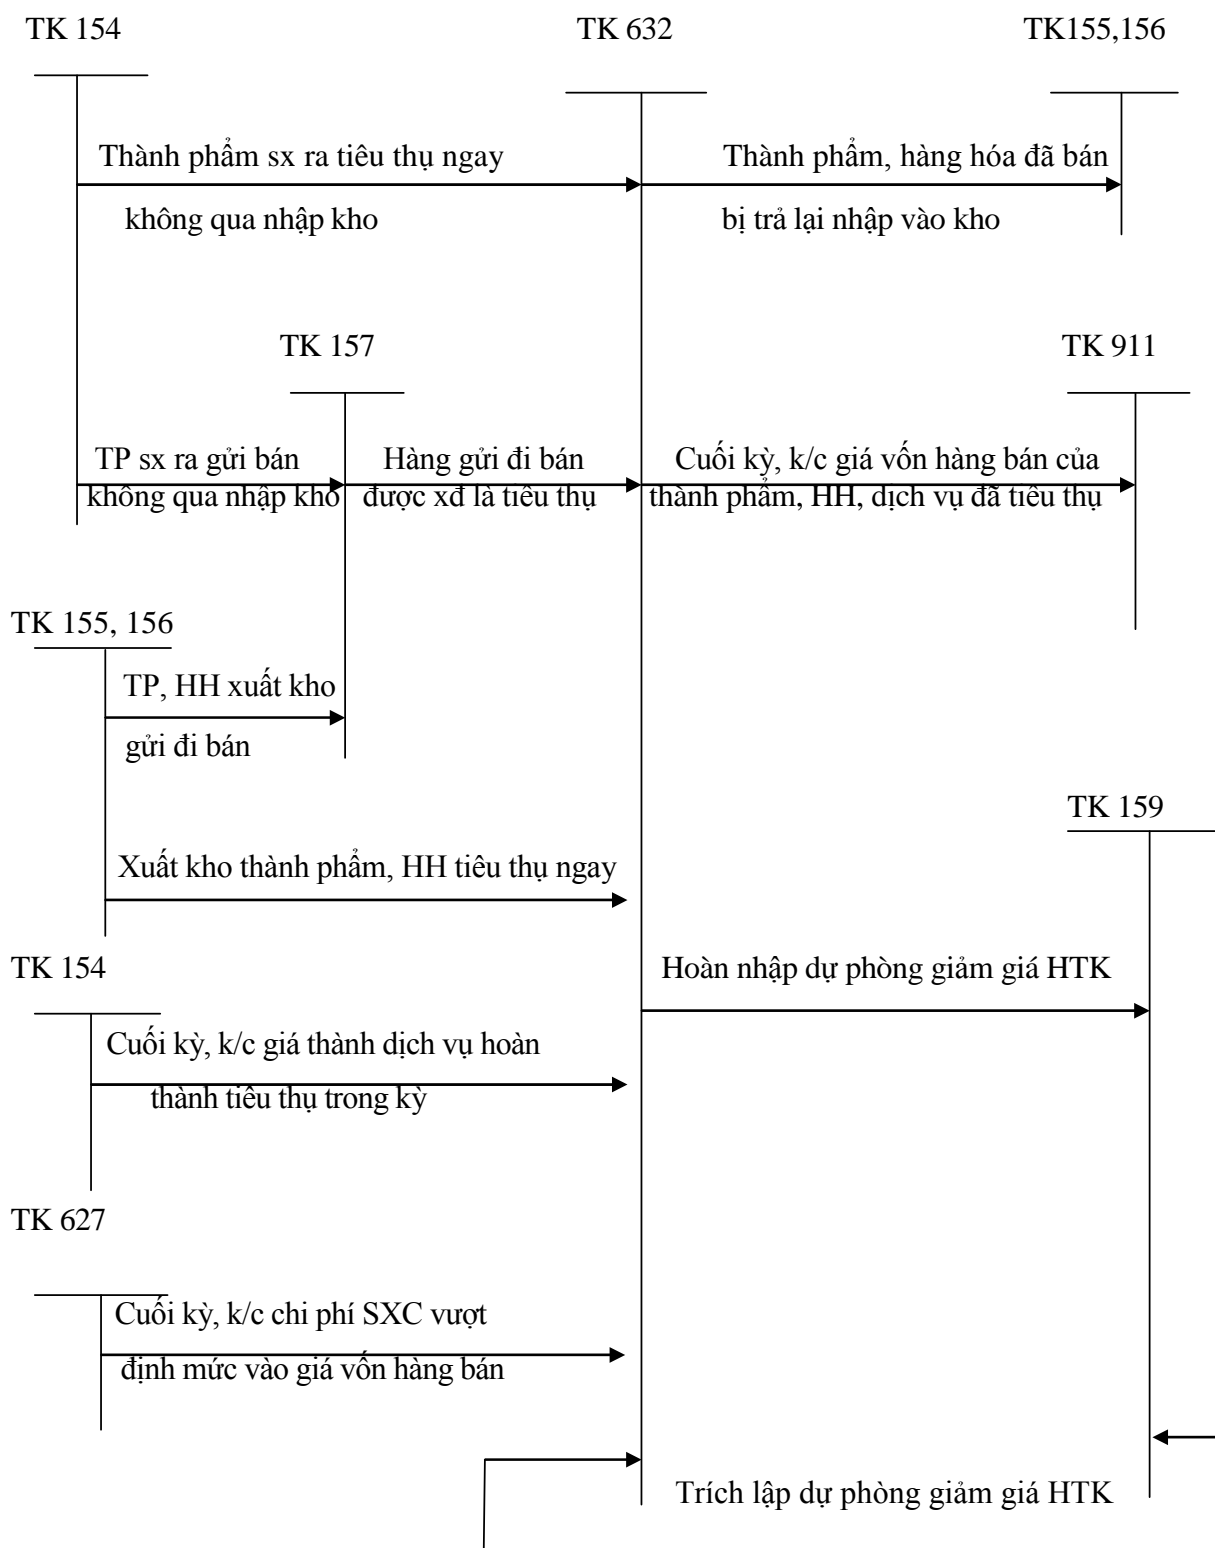 TK 154
TK 632
TK155,156
Thành phẩm sx ra tiêu thụ ngay
không qua nhập kho
Thành phẩm, hàng hóa đã bán
bị trả lại nhập vào kho
TK 157
TK 911
TP sx ra gửi bán
không qua nhập kho
Hàng gửi đi bán
được xđ là tiêu thụ
Cuối kỳ, k/c giá vốn hàng bán của
thành phẩm, HH, dịch vụ đã tiêu thụ
TK 155, 156
TP, HH xuất kho
gửi đi bán
TK 159
Xuất kho thành phẩm, HH tiêu thụ ngay
TK 154
Hoàn nhập dự phòng giảm giá HTK
Cuối kỳ, k/c giá thành dịch vụ hoàn
thành tiêu thụ trong kỳ
TK 627
Cuối kỳ, k/c chi phí SXC vượt
định mức vào giá vốn hàng bán
Trích lập dự phòng giảm giá HTK